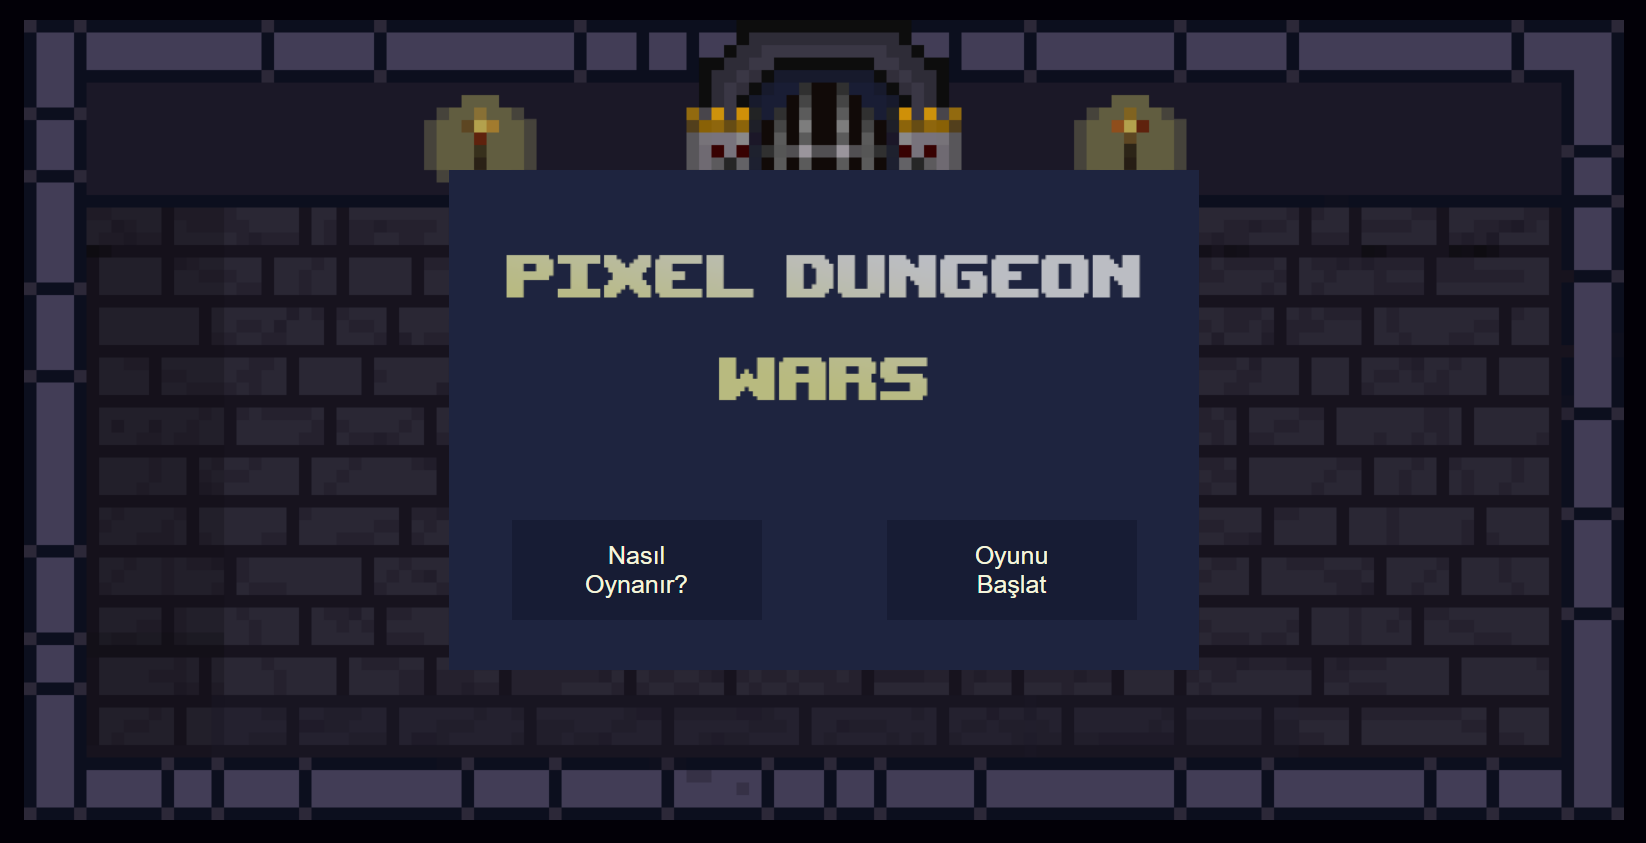 PIXEL DUNGEON
WARS
Nasıl
Oynanır?
Oyunu
Başlat